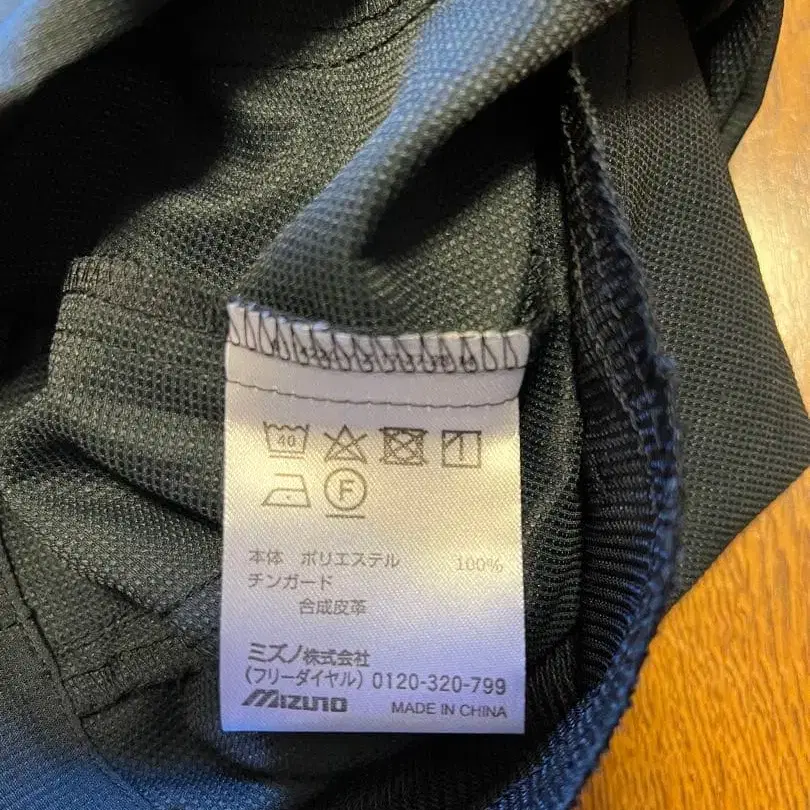 40
F
本体 ポリエステル 100%
チンガード
合成皮革
ミズノ株式会社
(フリーダイヤル) 0120-320-799
MIZUNO MADE IN CHINA